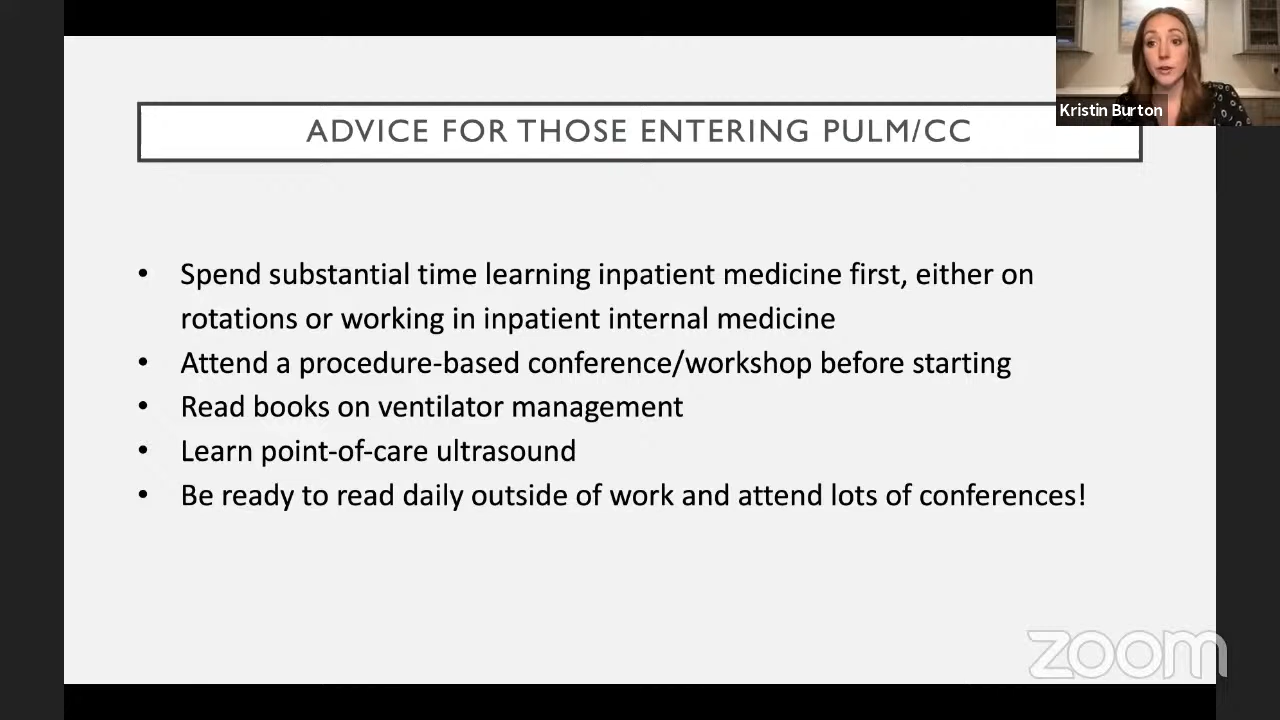 ADVICE FOR THOSE ENTERING PULM/CC
Kristin Burton
• Spend substantial time learning inpatient medicine first, either on
rotations or working in inpatient internal medicine
• Attend a procedure-based conference/workshop before starting
• Read books on ventilator management
• Learn point-of-care ultrasound
• Be ready to read daily outside of work and attend lots of conferences!
zoom